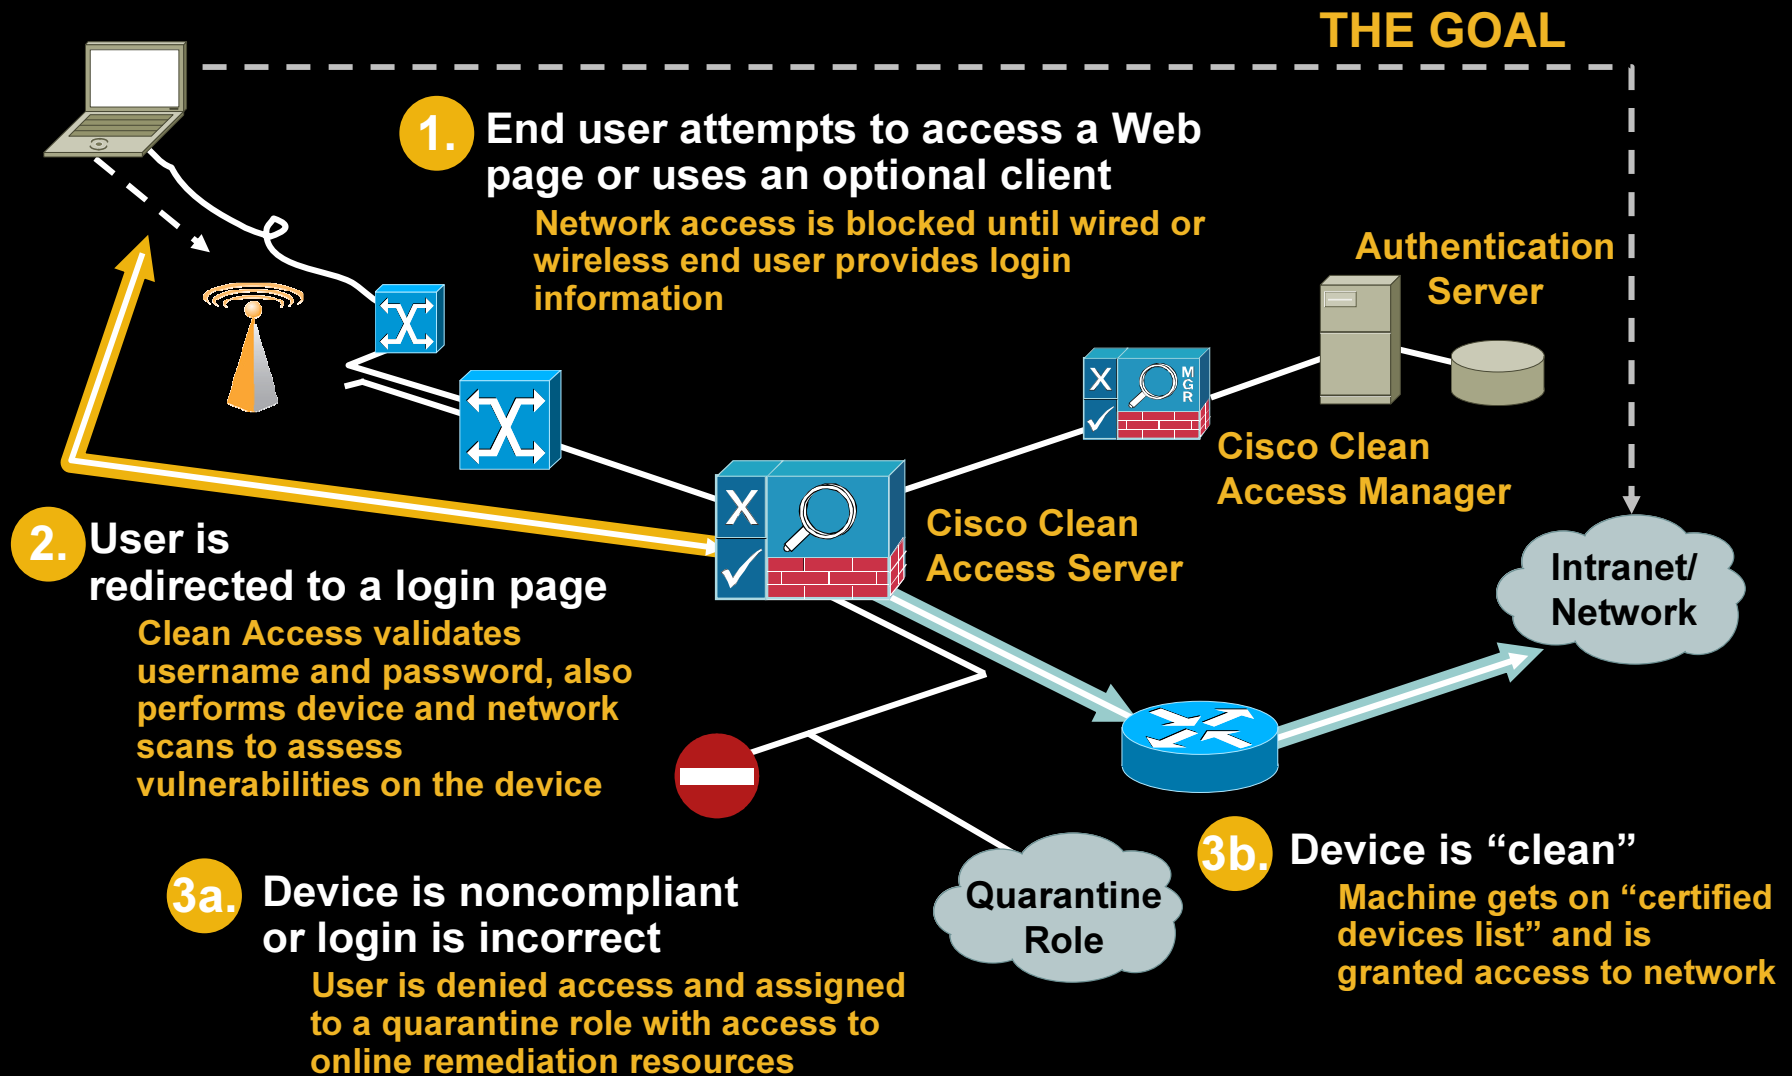 THE GOAL
1. End user attempts to access a Web
page or uses an optional client
Network access is blocked until wired or
wireless end user provides login
information
Authentication
Server
X
M
G
R
Cisco Clean
Access Manager
X
Cisco Clean
Access Server
2. User is
redirected to a login page
Clean Access validates
username and password, also
performs device and network
scans to assess
vulnerabilities on the device
Intranet/
Network
3a. Device is noncompliant
or login is incorrect
User is denied access and assigned
to a quarantine role with access to
online remediation resources
Quarantine
Role
3b. Device is “clean”
Machine gets on “certified
devices list” and is
granted access to network